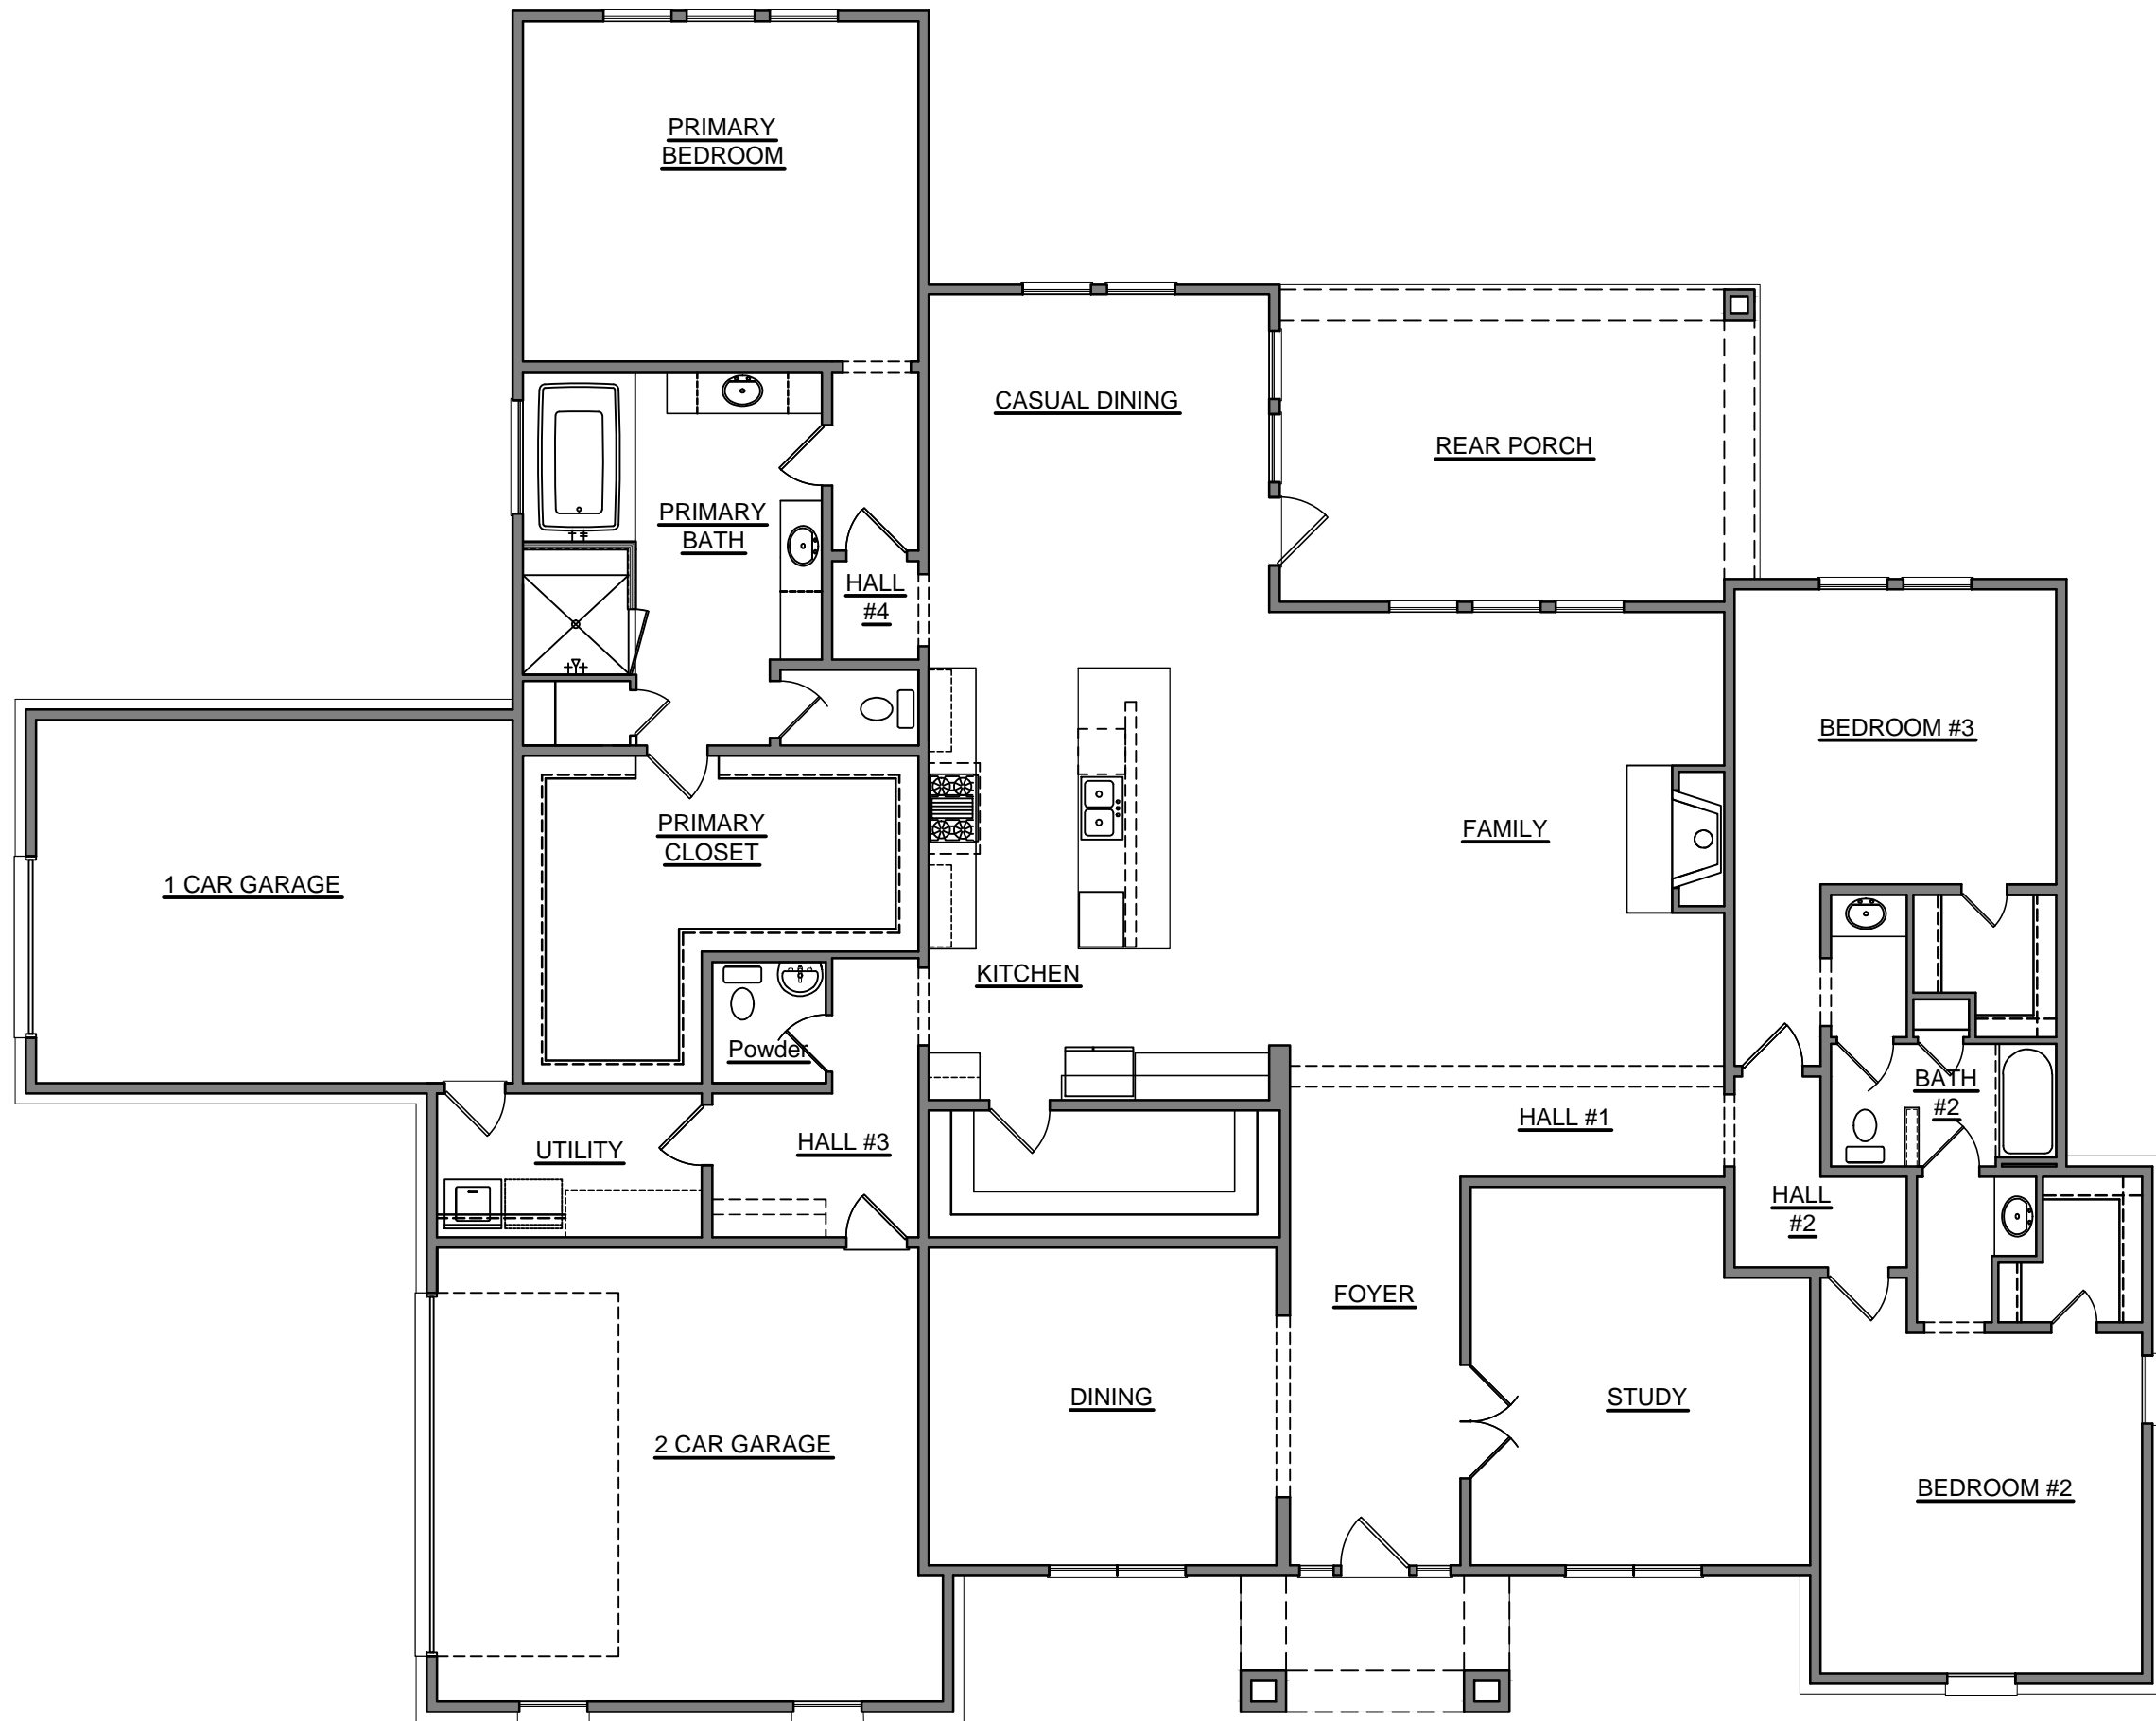 PRIMARY
BEDROOM
CASUAL DINING
REAR PORCH
PRIMARY
BATH
HALL
#4
BEDROOM #3
PRIMARY
CLOSET
FAMILY
1 CAR GARAGE
KITCHEN
Powder
BATH
#2
HALL #1
UTILITY
HALL #3
HALL
#2
FOYER
DINING
STUDY
2 CAR GARAGE
BEDROOM #2